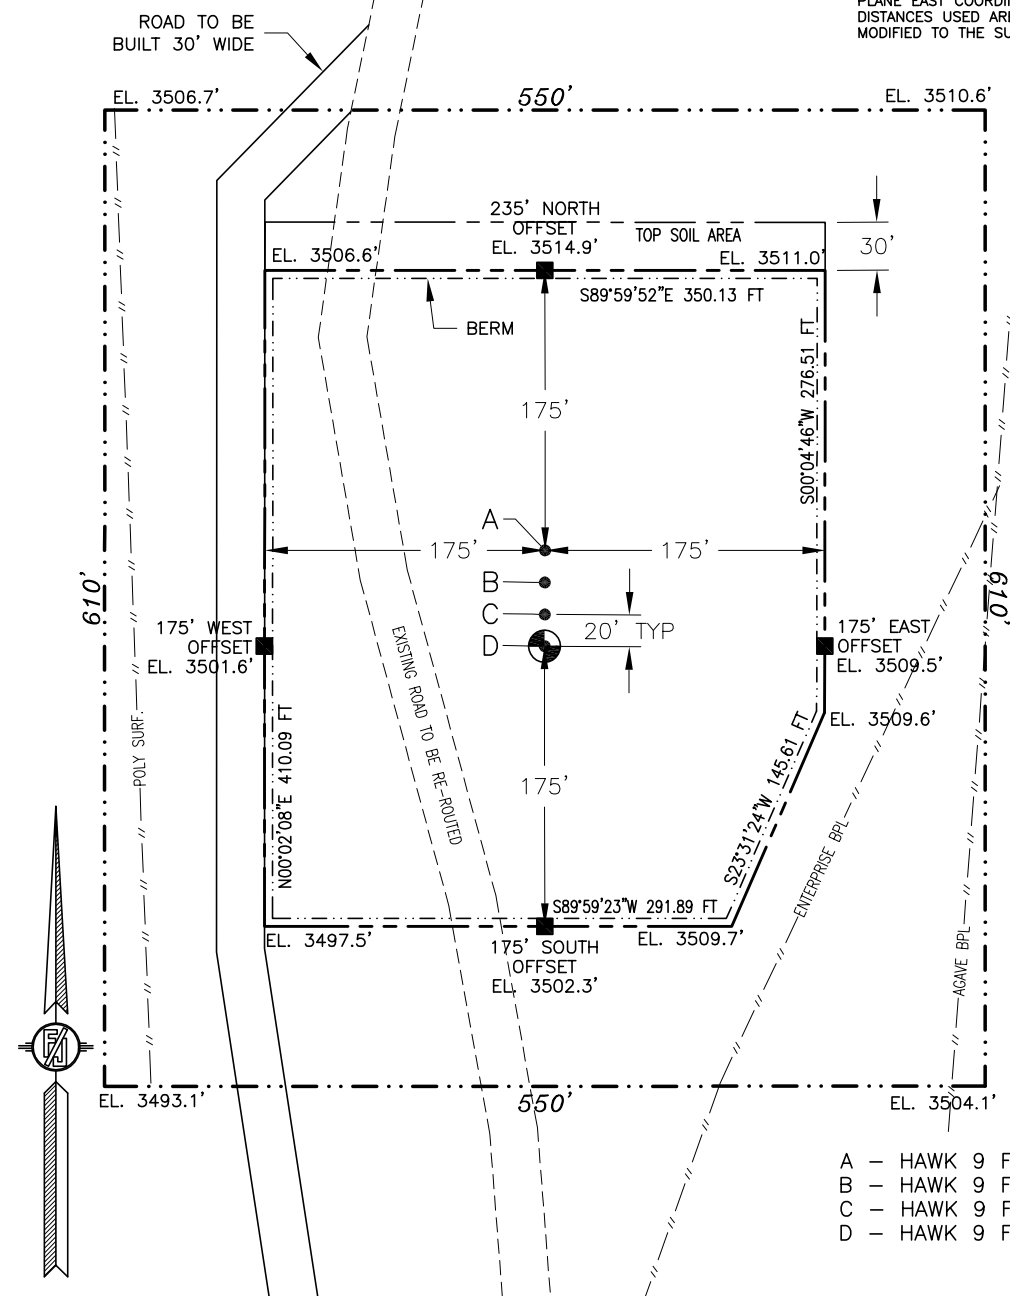 PLANE EAST
DISTANCES USED
MODIFIED TO THE
ROAD TO BE
BUILT 30' WIDE
EL. 3506.7'
550'
EL. 3510.6'
235' NORTH
OFFSET
EL. 3514.9'
TOP SOIL AREA
30'
EL. 3506.6'
EL. 3511.0'
S89°59'52"E 350.13 FT
BERM
S00°04'46"W 276.51 FT
175'
A
175'
175'
B
C
20' TYP
D
610'
610'
175' WEST
OFFSET
EL. 3501.6'
175' EAST
OFFSET
EL. 3509.5'
EL. 3509.6'
EXISTING ROAD TO BE RE-ROUTED
POLY SURF.
N00°02'08"E 410.09 FT
175'
S23°31'24"W 145.61 FT
ENTERPRISE BPL
AGAVE BPL
S89°59'23"W 291.89 FT
EL. 3497.5'
EL. 3509.7'
175' SOUTH
OFFSET
EL. 3502.3'
EL. 3493.1'
550'
EL. 3504.1'
A – HAWK 9 F
B – HAWK 9 F
C – HAWK 9 F
D – HAWK 9 F